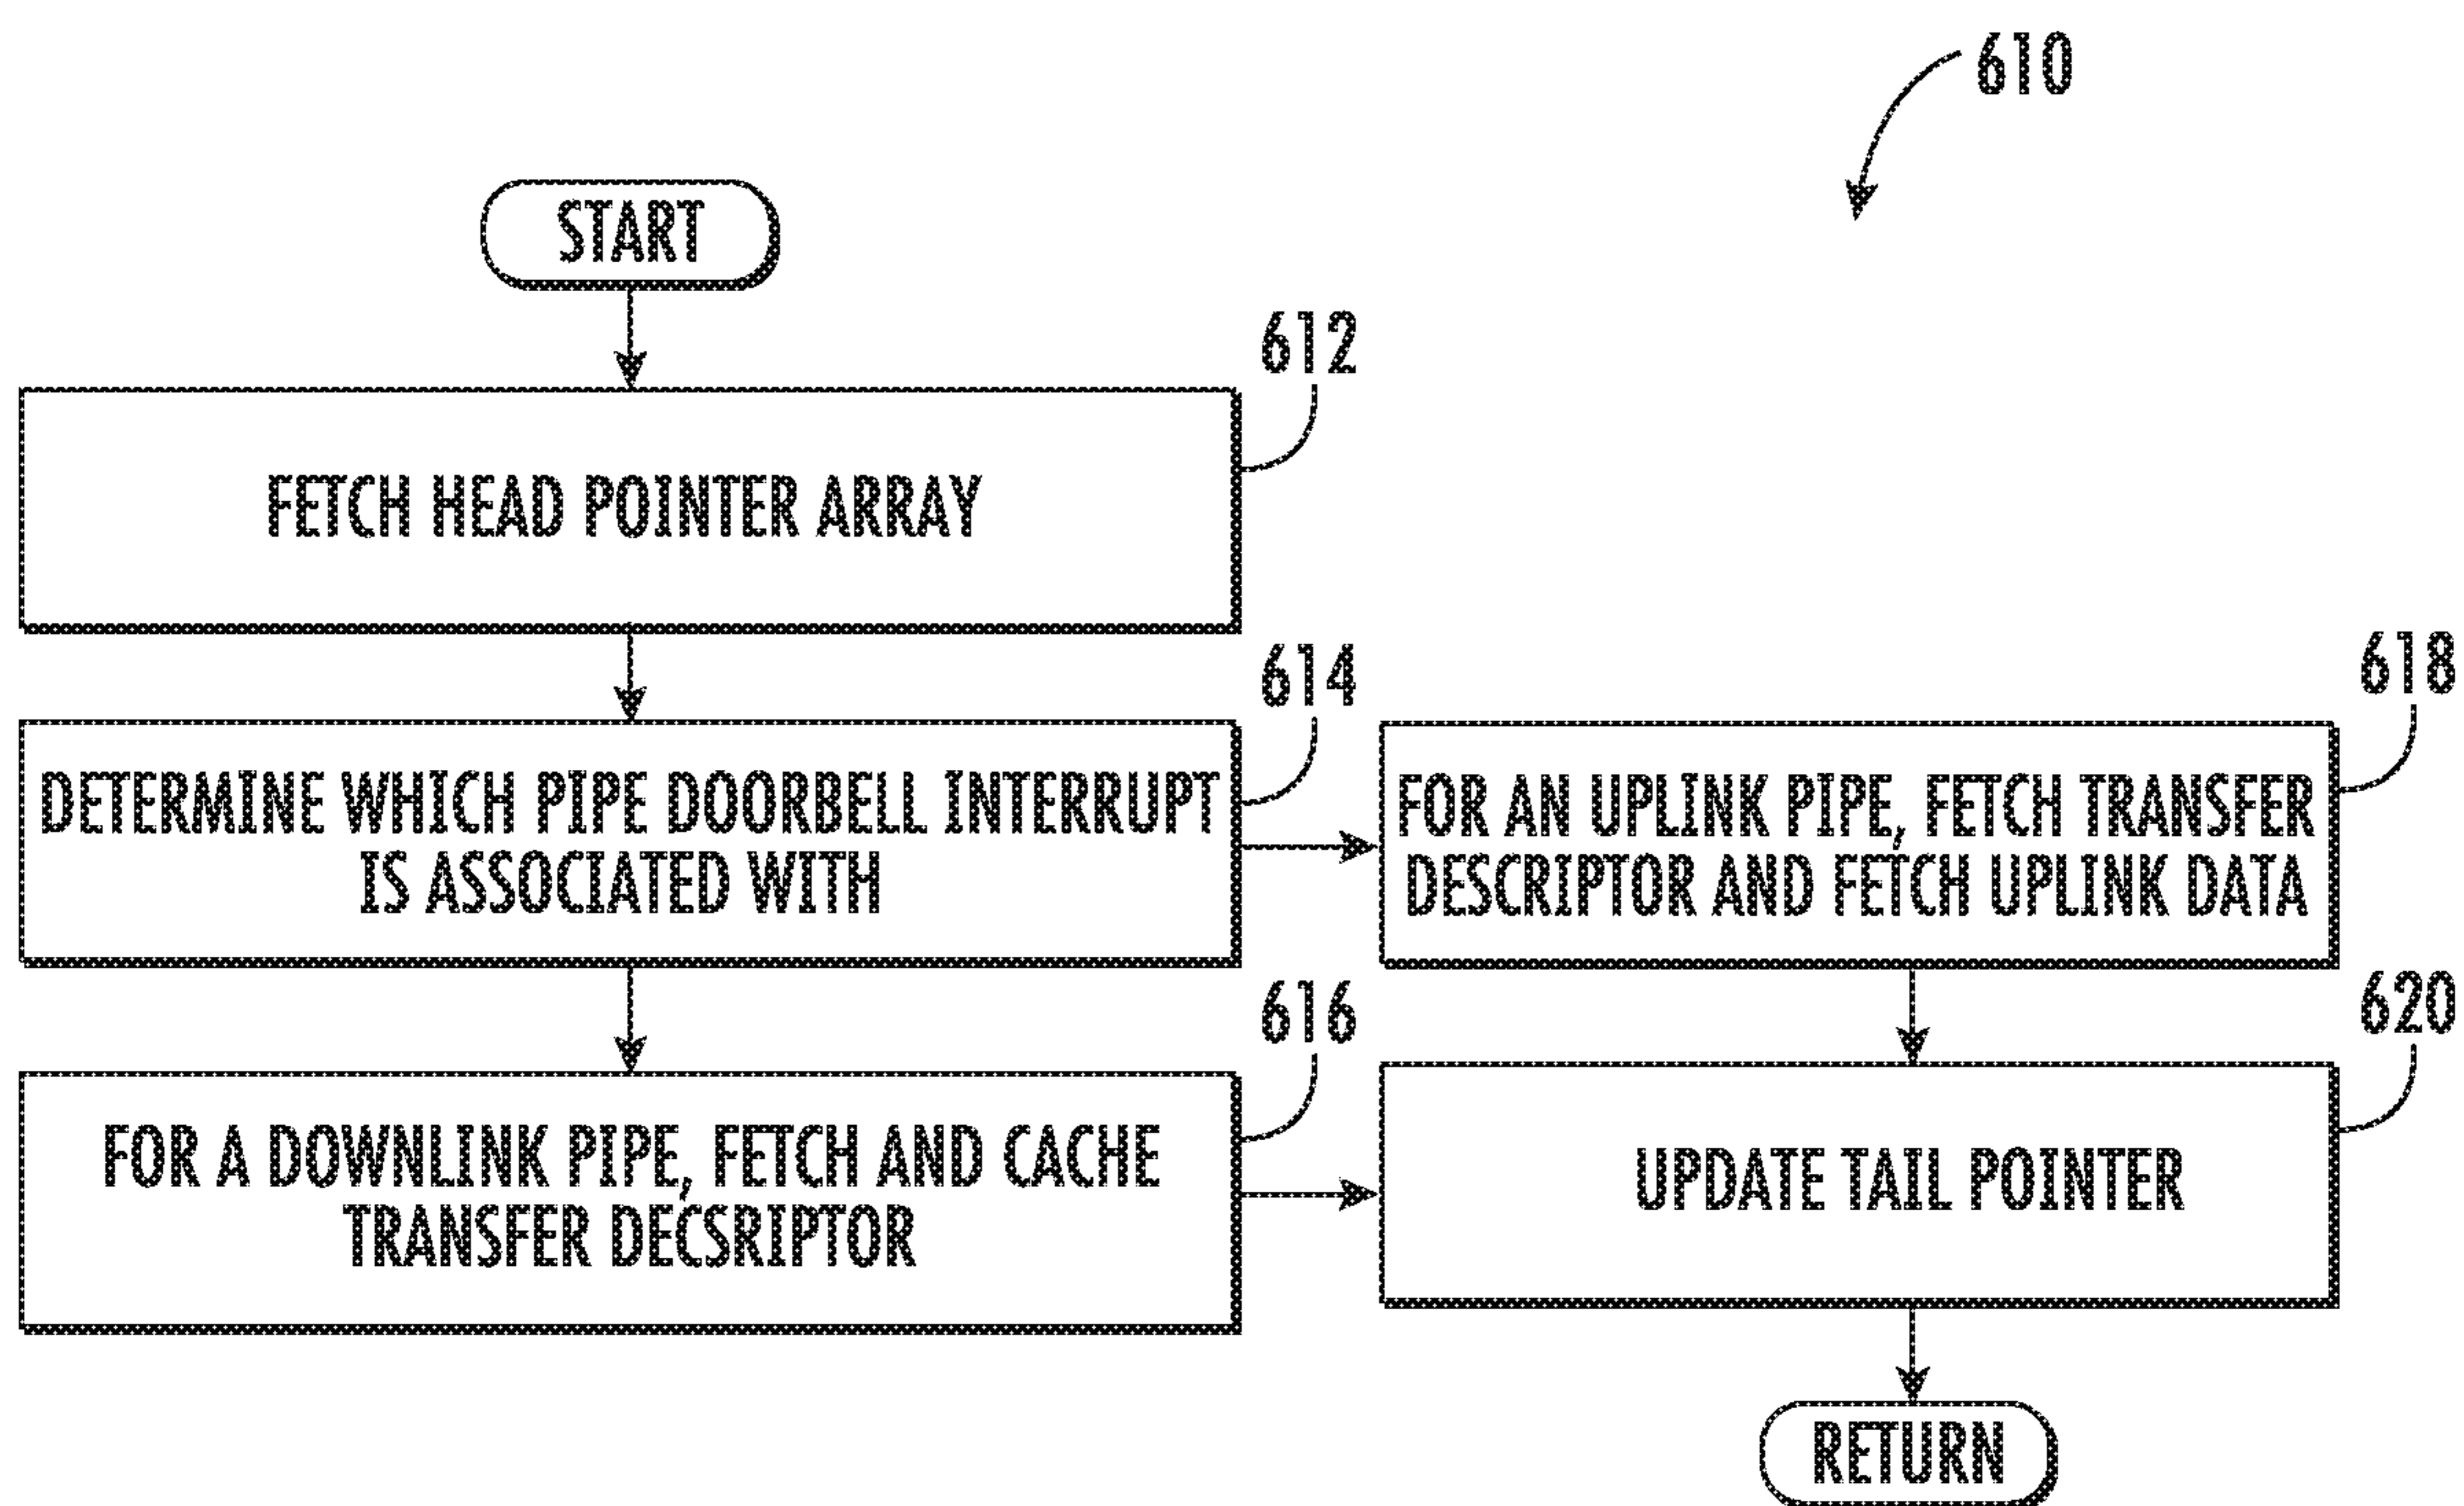 610
START
612
FETCH HEAD POINTER ARRAY
614
618
DETERMINE WHICH PIPE DOORBELL INTERRUPT
IS ASSOCIATED WITH
FOR AN UPLINK PIPE, FETCH TRANSFER
DESCRIPTOR AND FETCH UPLINK DATA
616
620
FOR A DOWNLINK PIPE, FETCH AND CACHE
TRANSFER DECSRIPTOR
UPDATE TAIL POINTER
RETURN